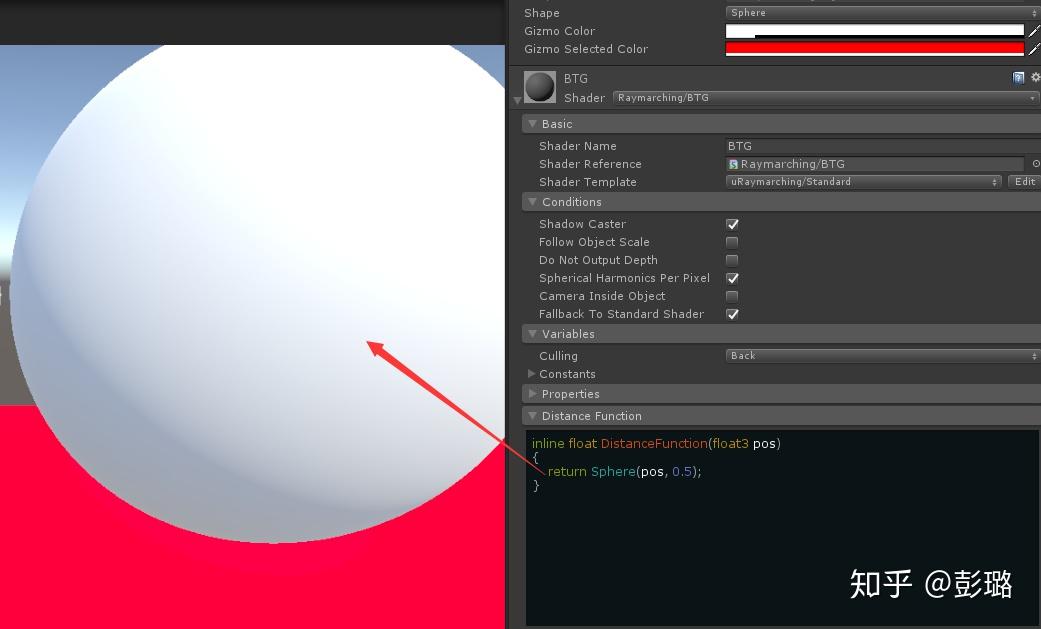 Shape Sphere
Gizmo Color
Gizmo Selected Color
BTG
Shader Raymarching/BTG
Basic
Shader Name BTG
Shader Reference Raymarching/BTG
Shader Template uRaymarching/Standard Edit
Conditions
Shadow Caster
Follow Object Scale
Do Not Output Depth
Spherical Harmonics Per Pixel
Camera Inside Object
Fallback To Standard Shader
Variables
Culling Back
Constants
Properties
Distance Function
inline float DistanceFunction(float3 pos)
{
return Sphere(pos, 0.5);
}
知乎 @彭璐